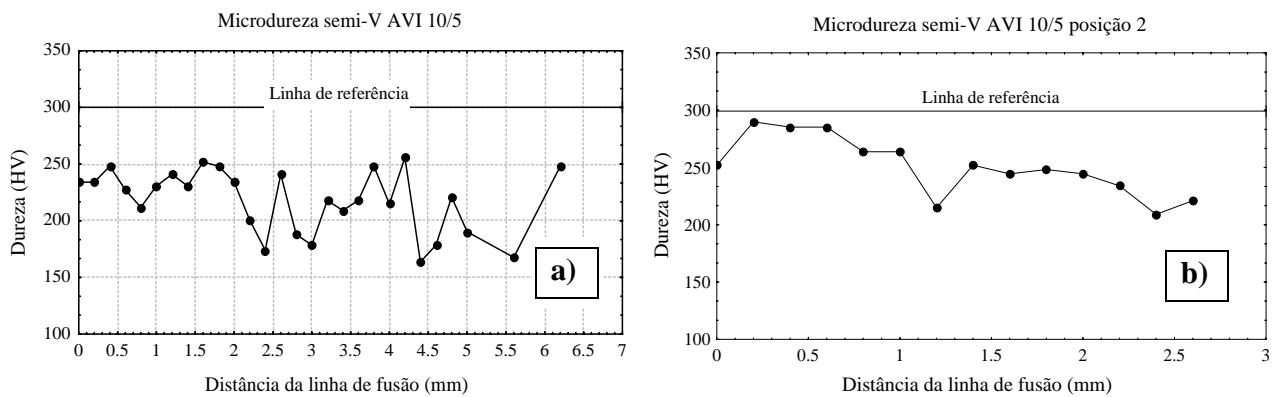 Microdureza semi-V AVI 10/5
350
300
250
200
150
100
Dureza (HV)
Linha de referência
a)
0 0.5 1 1.5 2 2.5 3 3.5 4 4.5 5 5.5 6 6.5 7
Distância da linha de fusão (mm)
Microdureza semi-V AVI 10/5 posição 2
350
300
250
200
150
100
Dureza (HV)
Linha de referência
b)
0 0.5 1 1.5 2 2.5 3
Distância da linha de fusão (mm)